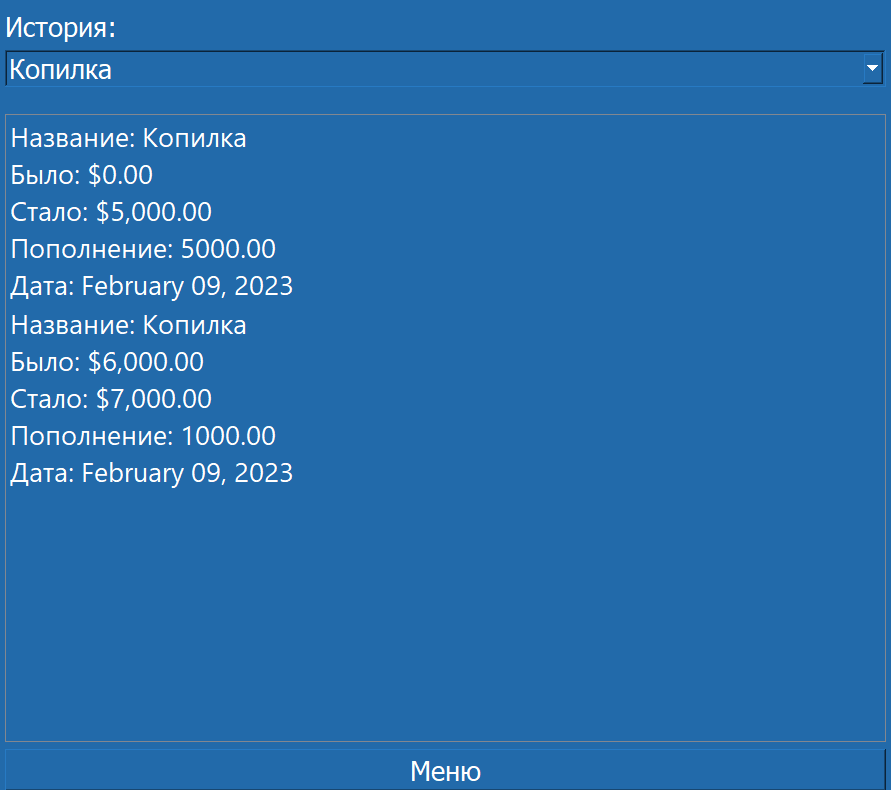 История:
Копилка
Название: Копилка
Было: $0.00
Стало: $5,000.00
Пополнение: 5000.00
Дата: February 09, 2023
Название: Копилка
Было: $6,000.00
Стало: $7,000.00
Пополнение: 1000.00
Дата: February 09, 2023
Меню